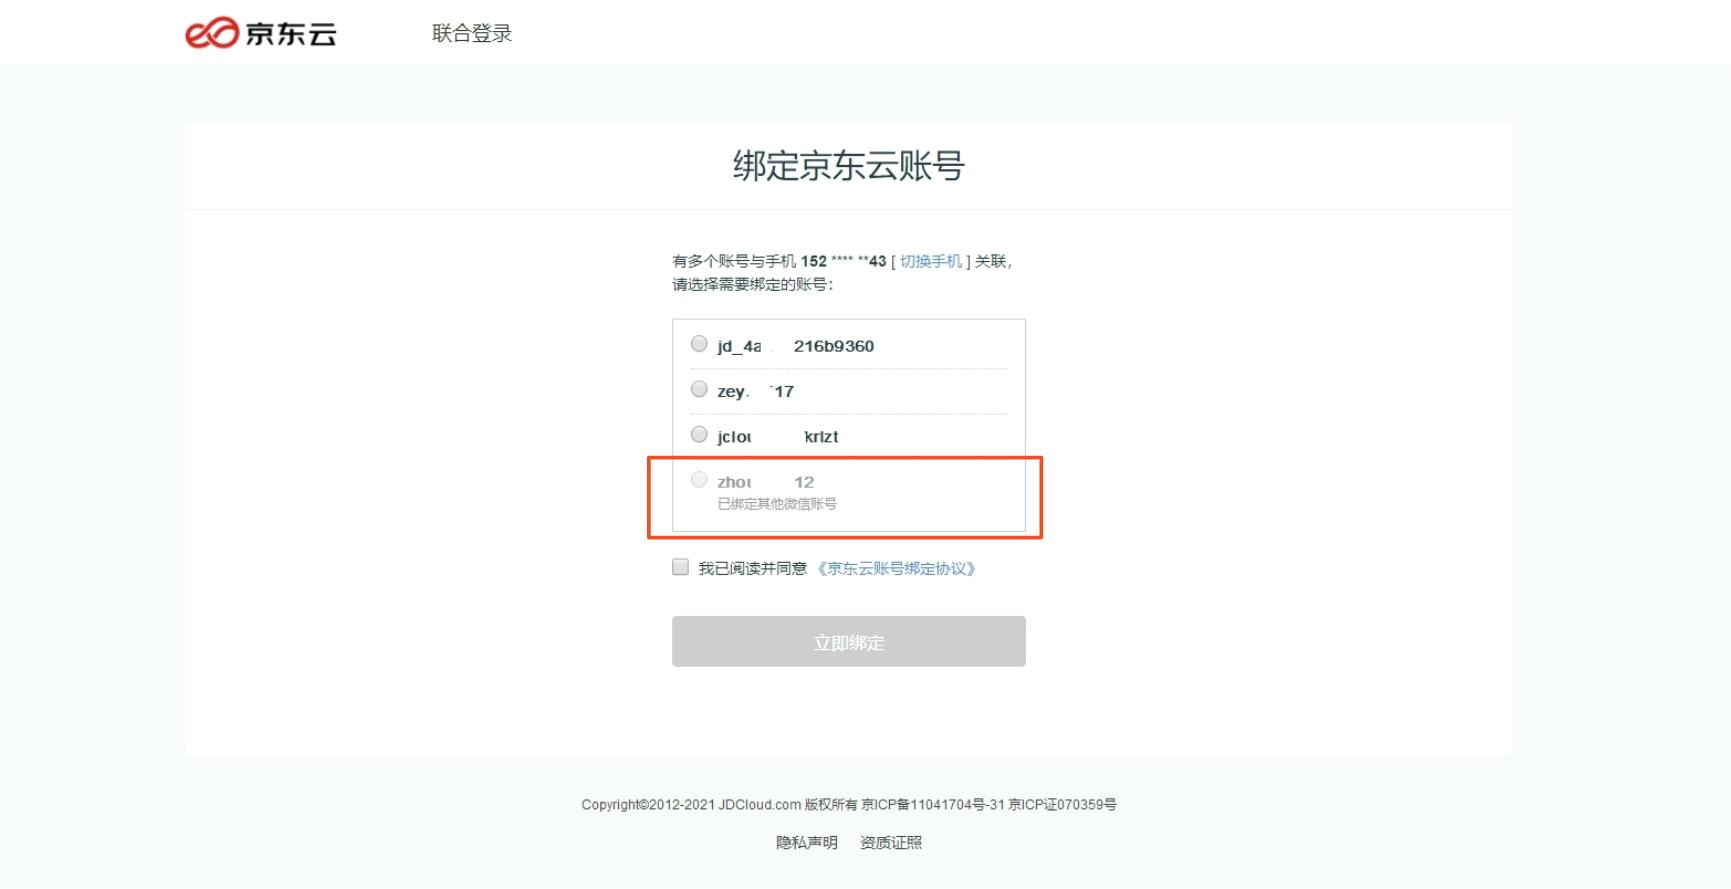 京东云 联合登录
绑定京东云账号
有多个账号与手机 152 **** **43 [ 切换手机 ] 关联，
请选择需要绑定的账号：
jd_4a 216b9360
zey. 17
jclou krlzt
zhou 12
已绑定其他微信账号
我已阅读并同意 《京东云账号绑定协议》
立即绑定
Copyright©2012-2021 JDCloud.com 版权所有 京ICP备11041704号-31 京ICP证070359号
隐私声明 资质证照